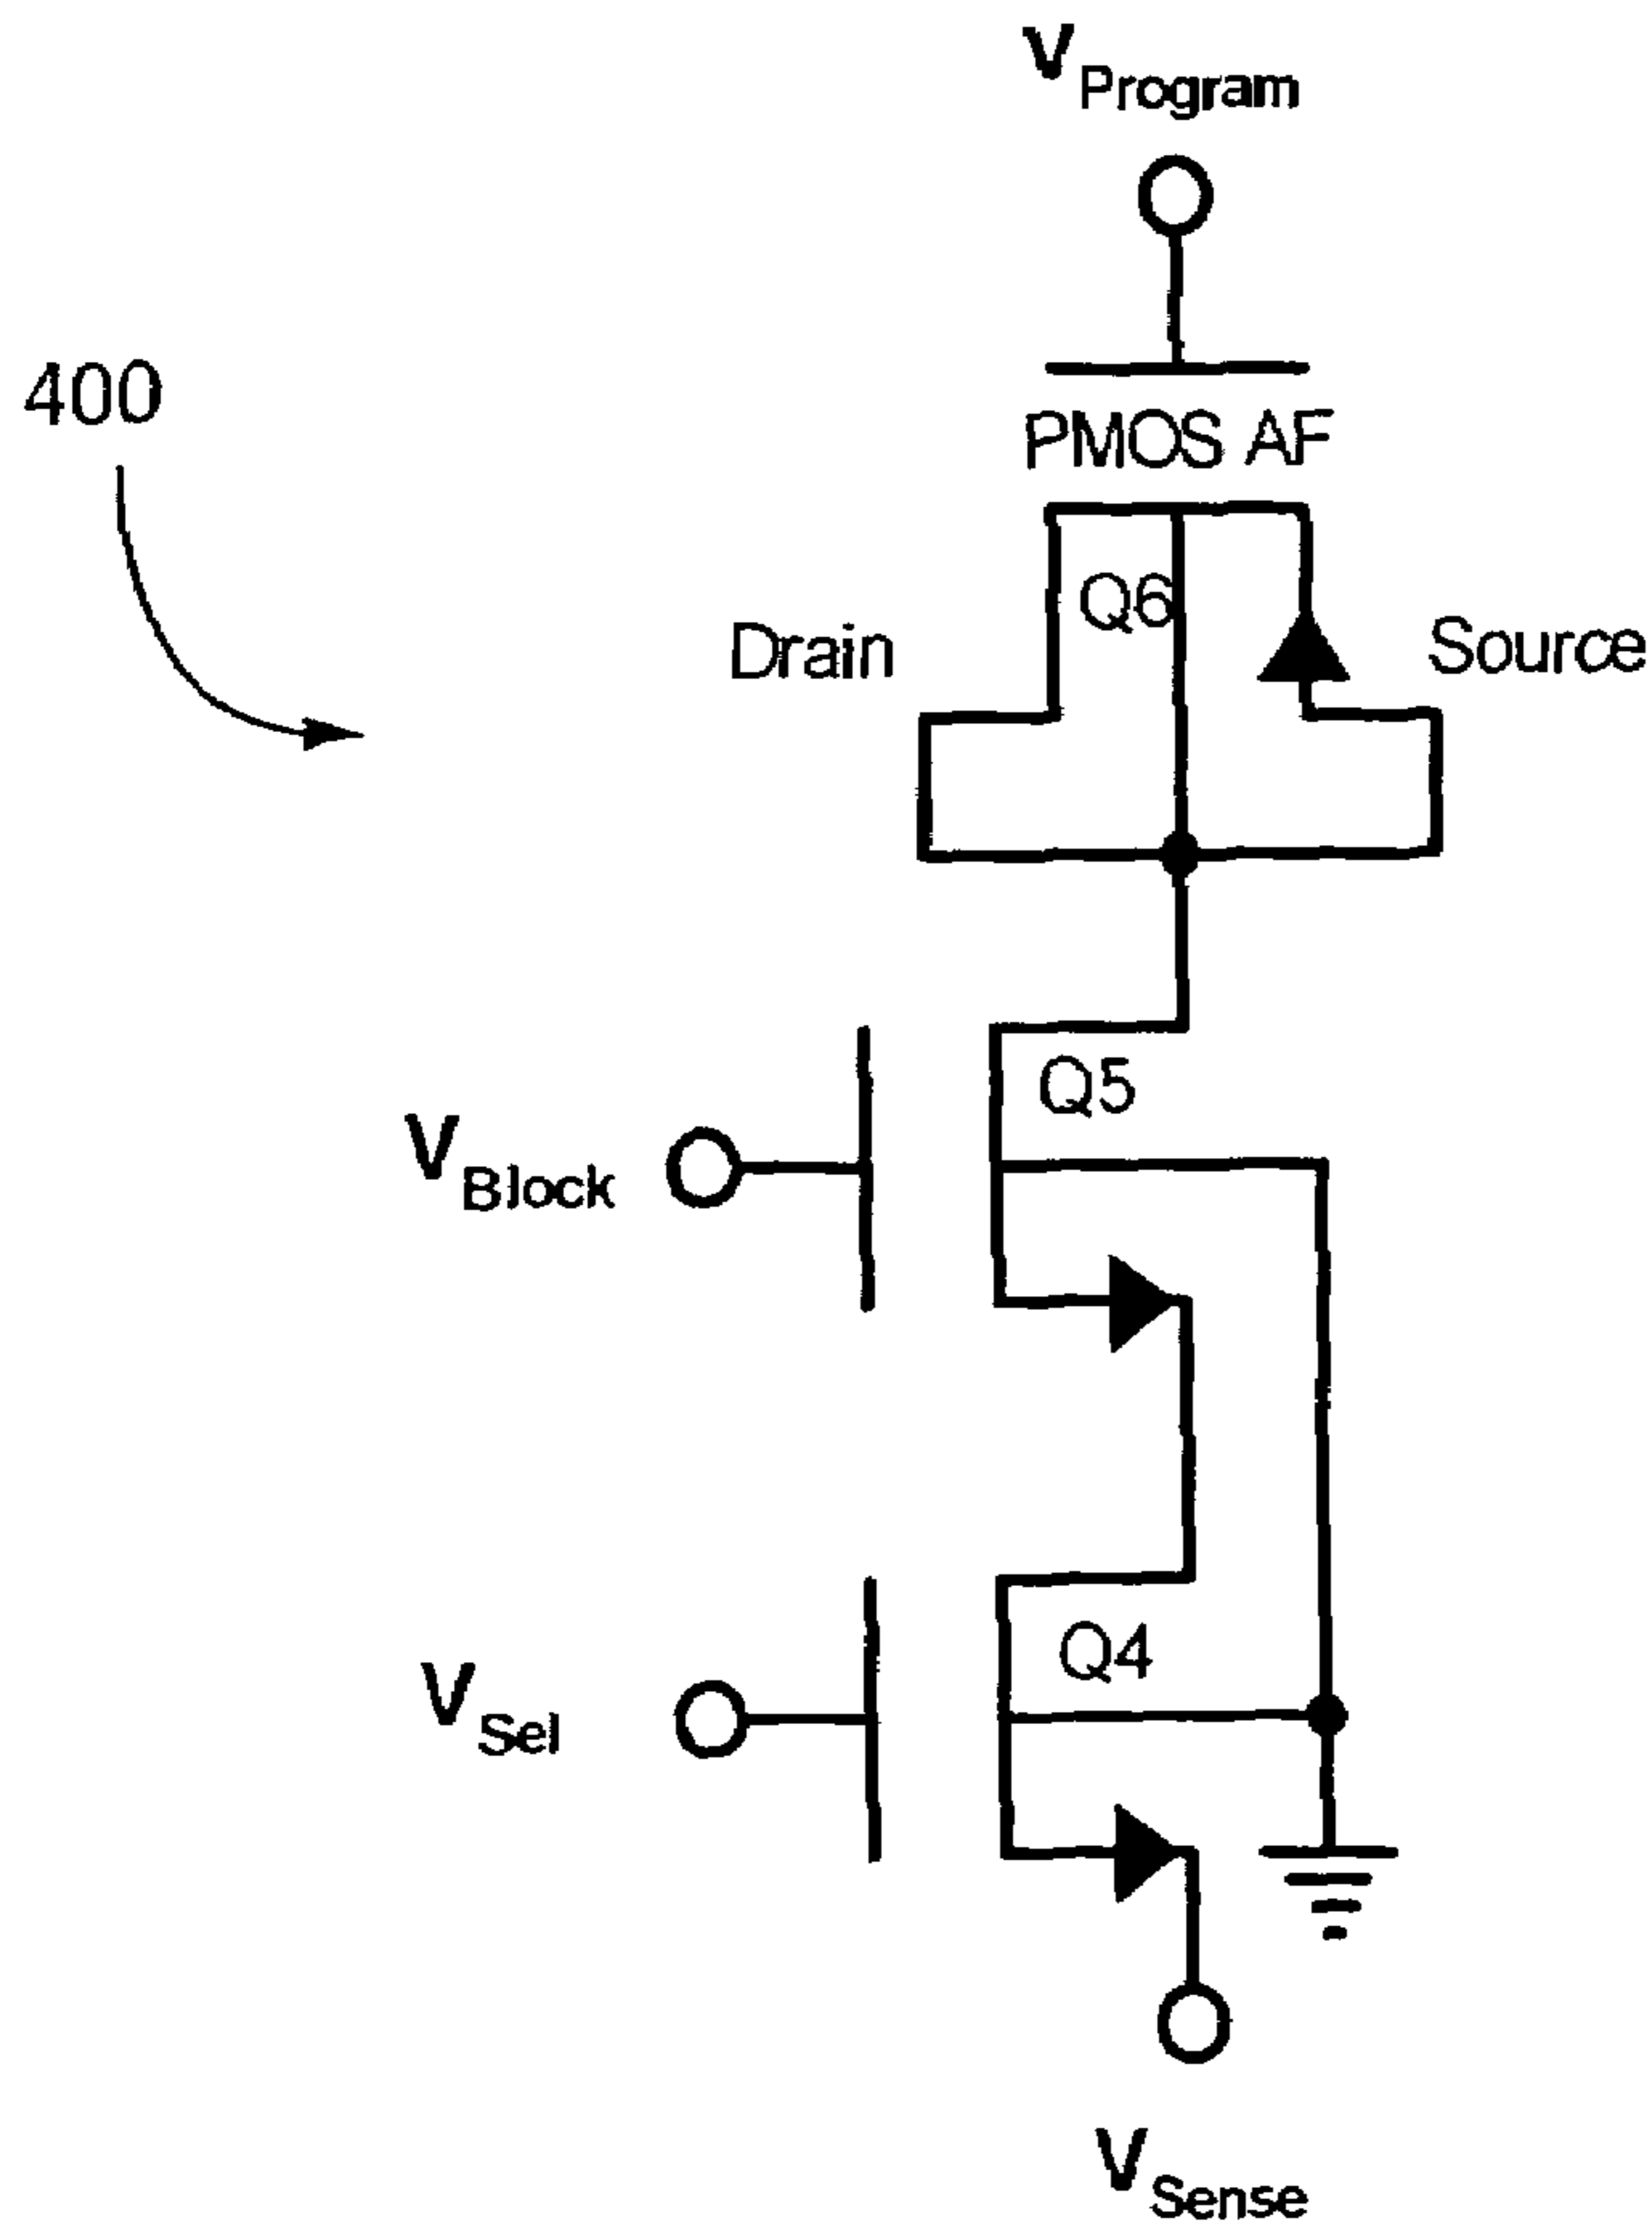 VProgram
400
PMOS AF
Q6
Drain
Source
Q5
VBlock
Q4
VSel
VSense